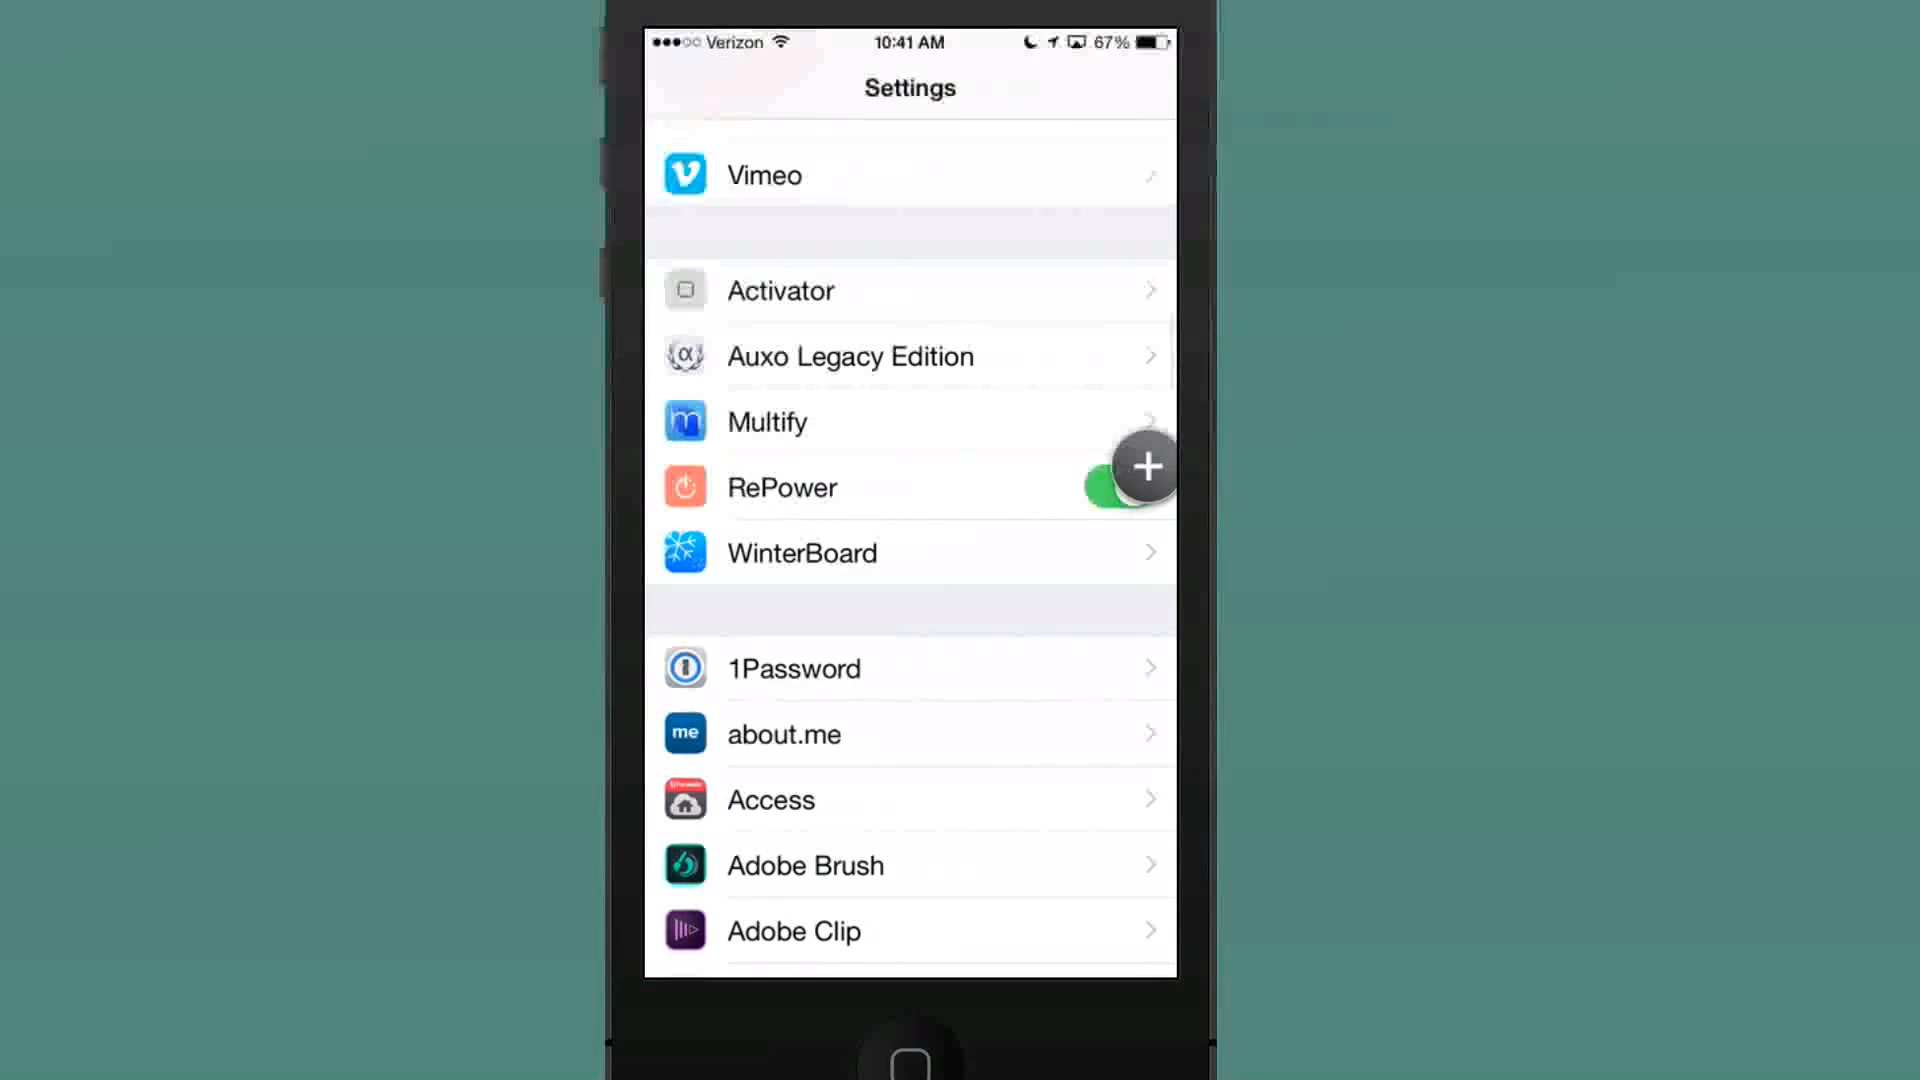 Verizon 10:41 AM 67%
Settings
Vimeo
Activator
Auxo Legacy Edition
Multify
RePower
WinterBoard
1Password
me about.me
Access
Adobe Brush
Adobe Clip